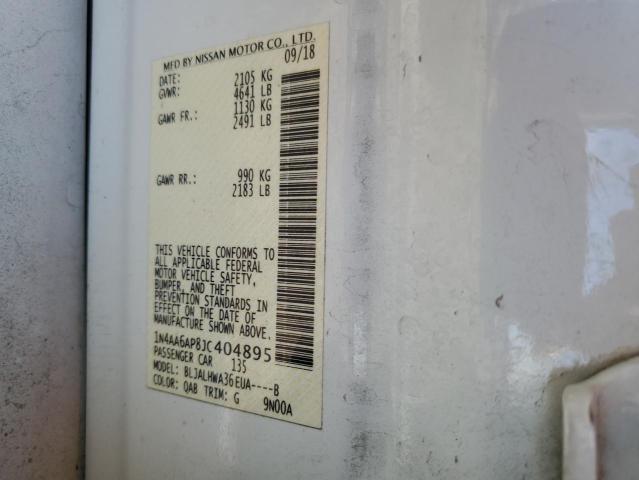 MFD BY NISSAN MOTOR CO., LTD.
DATE: 09/18
GVWR: 2105 KG
4641 LB
GAWR FR.: 1130 KG
2491 LB
GAWR RR.: 990 KG
2183 LB
THIS VEHICLE CONFORMS TO
ALL APPLICABLE FEDERAL
MOTOR VEHICLE SAFETY,
BUMPER, AND THEFT
PREVENTION STANDARDS IN
EFFECT ON THE DATE OF
MANUFACTURE SHOWN ABOVE.
1N4AA6AP8JC404895
PASSENGER CAR 135
MODEL: BLJALHWA36EUA----B
COLOR: QAB TRIM: G 9N00A